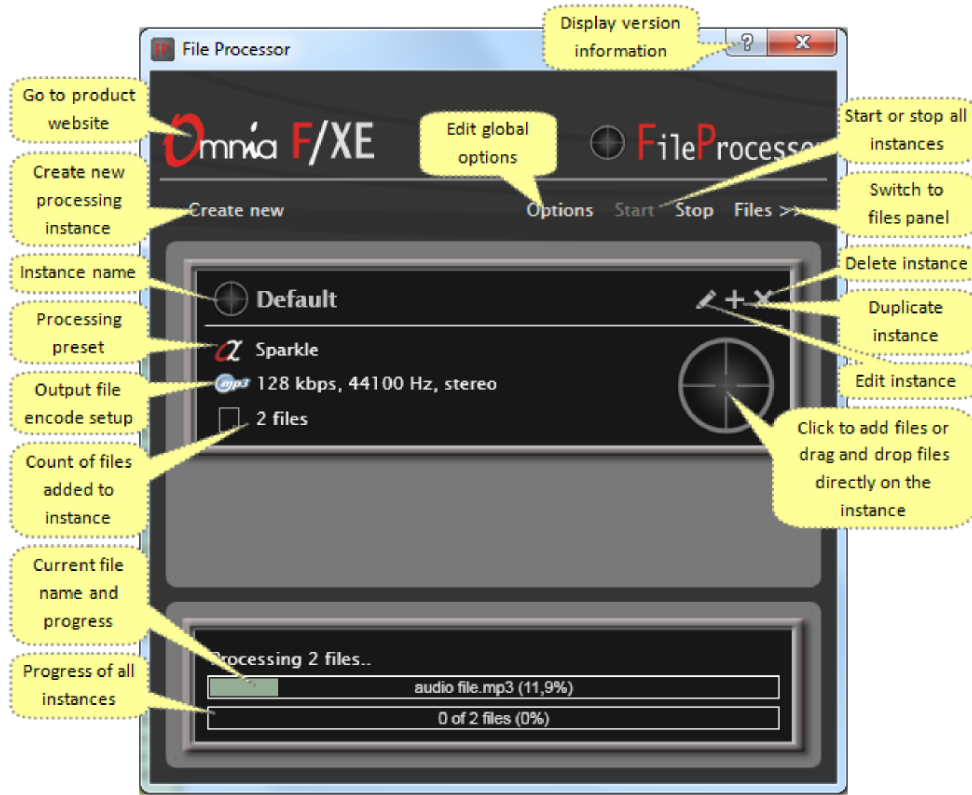 Display version
information
File Processor
?
X
Go to product
website
Omnia F/XE
Edit global
options
FileProcessor
Start or stop all
instances
Create new
processing
instance
Create new
Options Start Stop Files >>
Switch to
files panel
Instance name
Default
Delete instance
Duplicate
instance
Processing
preset
Sparkle
Edit instance
Output file
encode setup
mp3 128 kbps, 44100 Hz, stereo
2 files
Click to add files or
drag and drop files
directly on the
instance
Count of files
added to
instance
Current file
name and
progress
Processing 2 files..
audio file.mp3 (11,9%)
Progress of all
instances
0 of 2 files (0%)